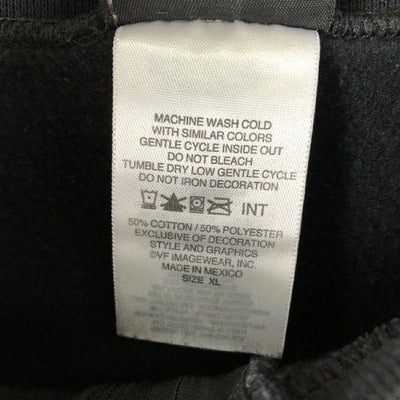 MACHINE WASH COLD
WITH SIMILAR COLORS
GENTLE CYCLE INSIDE OUT
DO NOT BLEACH
TUMBLE DRY LOW GENTLE CYCLE
DO NOT IRON DECORATION
INT
50% COTTON / 50% POLYESTER
EXCLUSIVE OF DECORATION
STYLE AND GRAPHICS
©VF IMAGEWEAR, INC
MADE IN MEXICO
SIZE XL